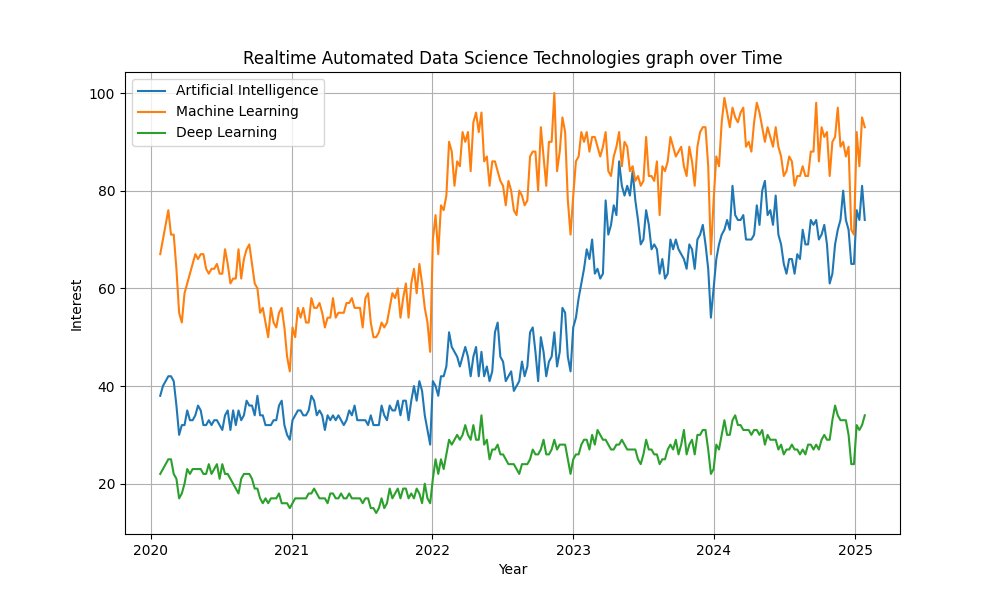 Realtime Automated Data Science Technologies graph over Time
Artificial Intelligence
Machine Learning
Deep Learning
100
80
60
40
20
Interest
2020 2021 2022 2023 2024 2025
Year